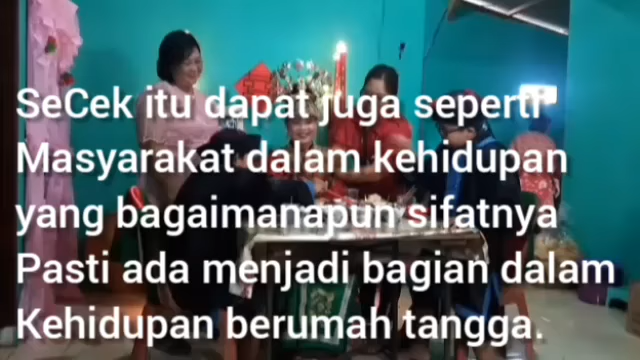 SeCek itu dapat juga seperti
Masyarakat dalam kehidupan
yang bagaimanapun sifatnya
Pasti ada menjadi bagian dalam
Kehidupan berumah tangga.